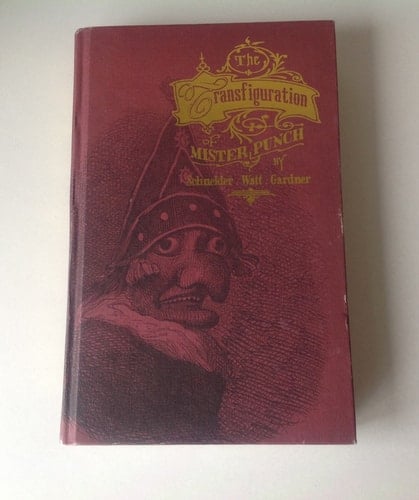 The
Transfiguration
of
MISTER PUNCH
BY
Schneider . Watt . Gardner